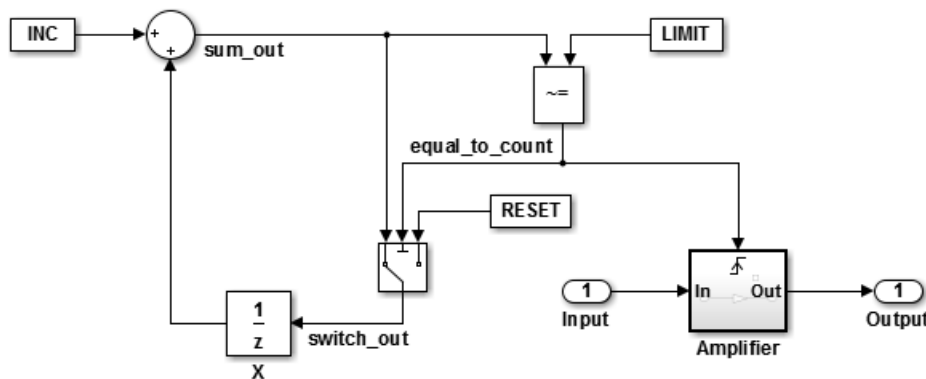 INC
+
+
sum_out
LIMIT
~=
equal_to_count
RESET
1
Input
In
Out
Amplifier
1
Output
switch_out
1
z
X